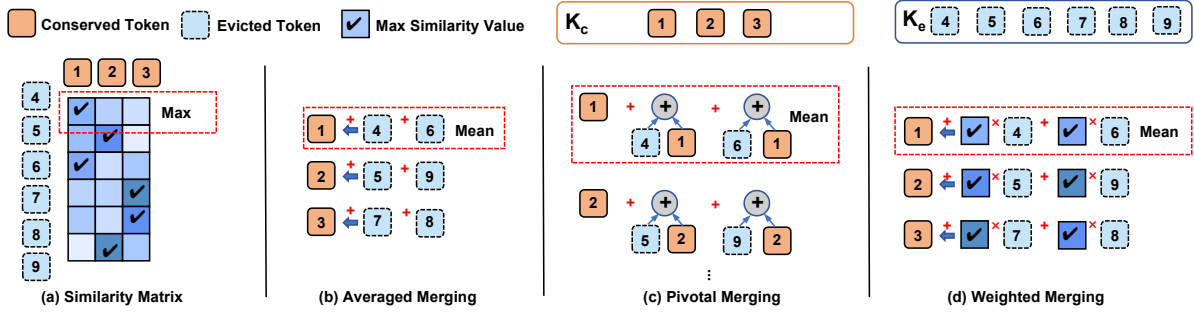 Conserved Token Evicted Token ✔ Max Similarity Value
K_c 1 2 3
K_e 4 5 6 7 8 9
1 2 3
4 ✔ Max
5 ✔
6 ✔
7 ✔
8 ✔
9 ✔
(a) Similarity Matrix
1 + 4 + 6 Mean
2 + 5 + 9
3 + 7 + 8
(b) Averaged Merging
1 + + + +
4 1 6 1 Mean
2 + + + +
5 2 9 2
⋮
(c) Pivotal Merging
1 + ✔ × 4 + ✔ × 6 Mean
2 + ✔ × 5 + ✔ × 9
3 + ✔ × 7 + ✔ × 8
(d) Weighted Merging